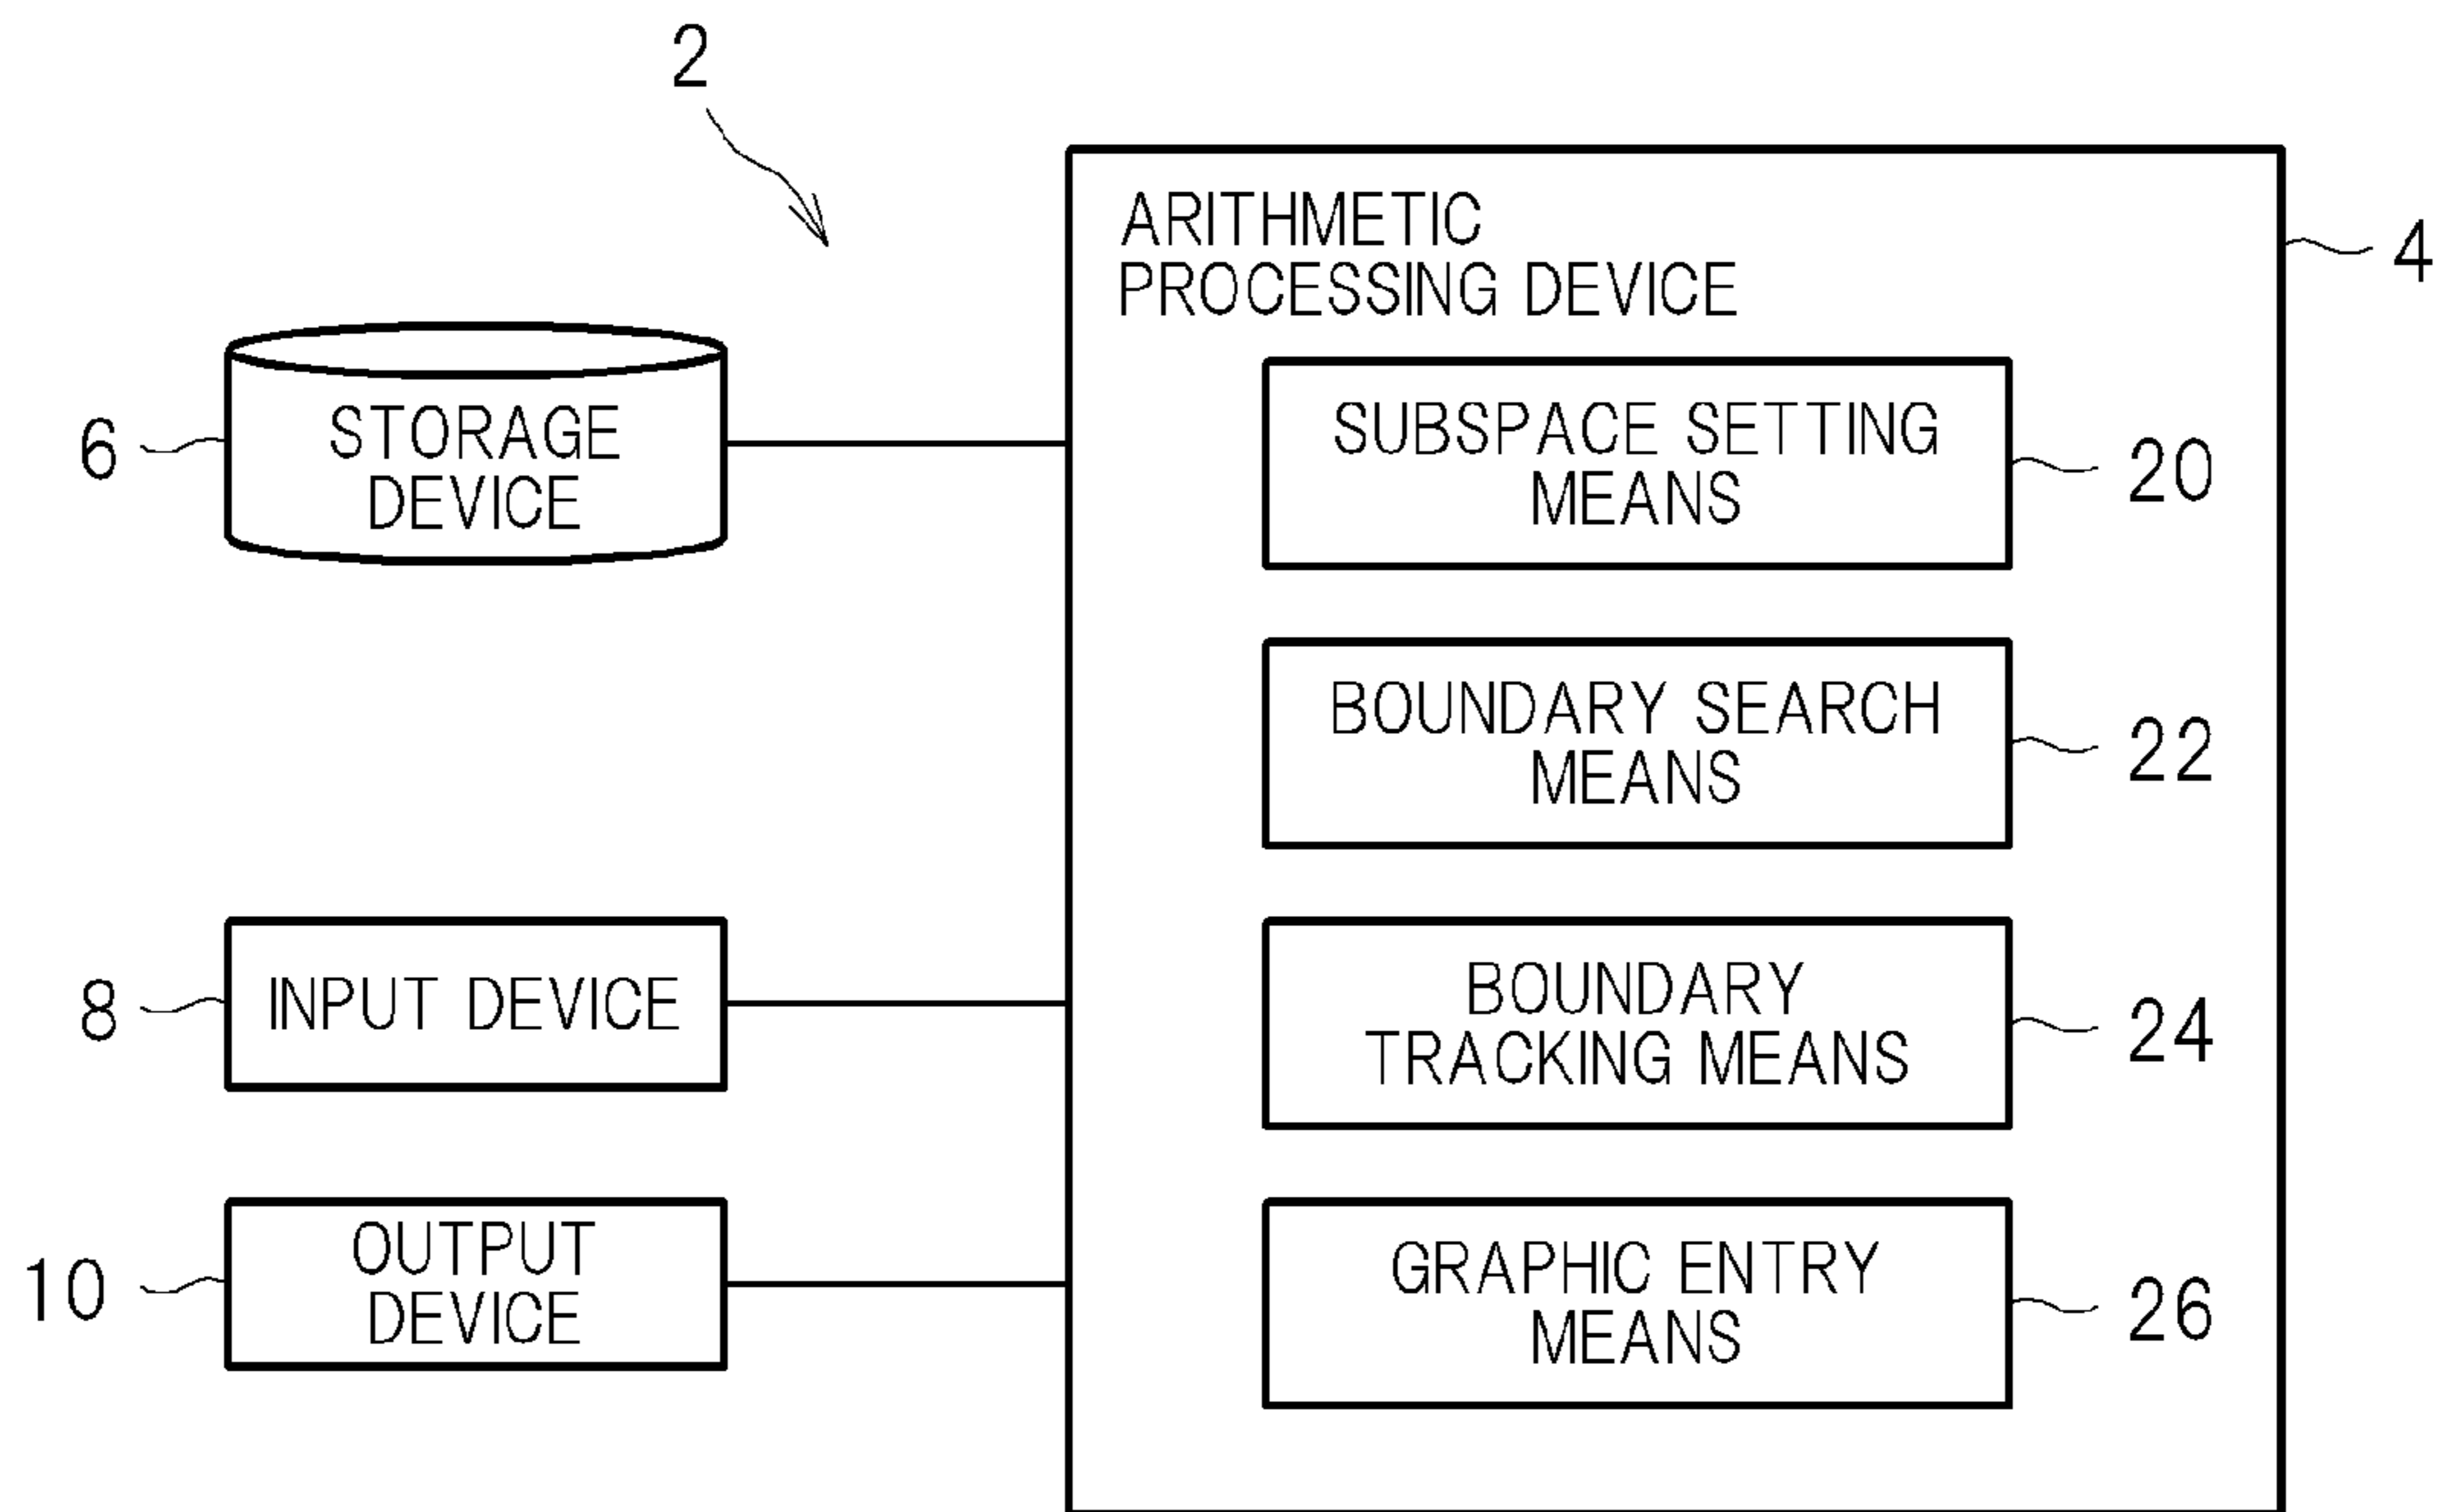 2
ARITHMETIC
PROCESSING DEVICE
4
6
STORAGE
DEVICE
SUBSPACE SETTING
MEANS
20
BOUNDARY SEARCH
MEANS
22
8
INPUT DEVICE
BOUNDARY
TRACKING MEANS
24
10
OUTPUT
DEVICE
GRAPHIC ENTRY
MEANS
26